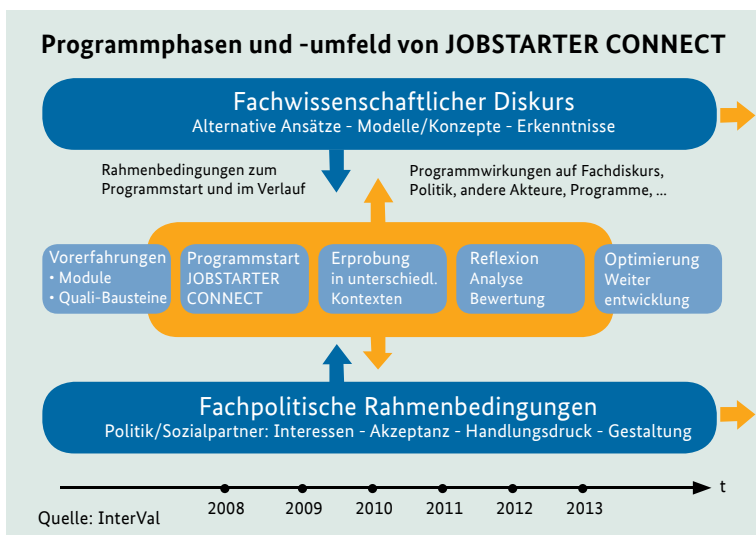 Programmphasen und -umfeld von JOBSTARTER CONNECT
Fachwissenschaftlicher Diskurs
Alternative Ansätze - Modelle/Konzepte - Erkenntnisse
Rahmenbedingungen zum
Programmstart und im Verlauf
Programmwirkungen auf Fachdiskurs,
Politik, andere Akteure, Programme, ...
Vorerfahrungen
• Module
• Quali-Bausteine
Programmstart
JOBSTARTER
CONNECT
Erprobung
in unterschiedl.
Kontexten
Reflexion
Analyse
Bewertung
Optimierung
Weiter
entwicklung
Fachpolitische Rahmenbedingungen
Politik/Sozialpartner: Interessen - Akzeptanz - Handlungsdruck - Gestaltung
t
2008
2009
2010
2011
2012
2013
Quelle: InterVal